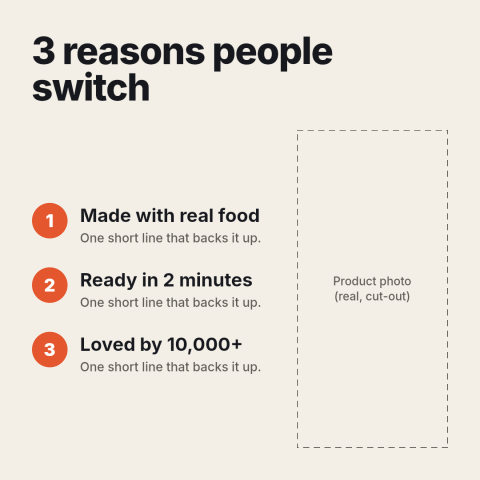 3 reasons people
switch
1
Made with real food
One short line that backs it up.
2
Ready in 2 minutes
One short line that backs it up.
3
Loved by 10,000+
One short line that backs it up.
Product photo
(real, cut-out)